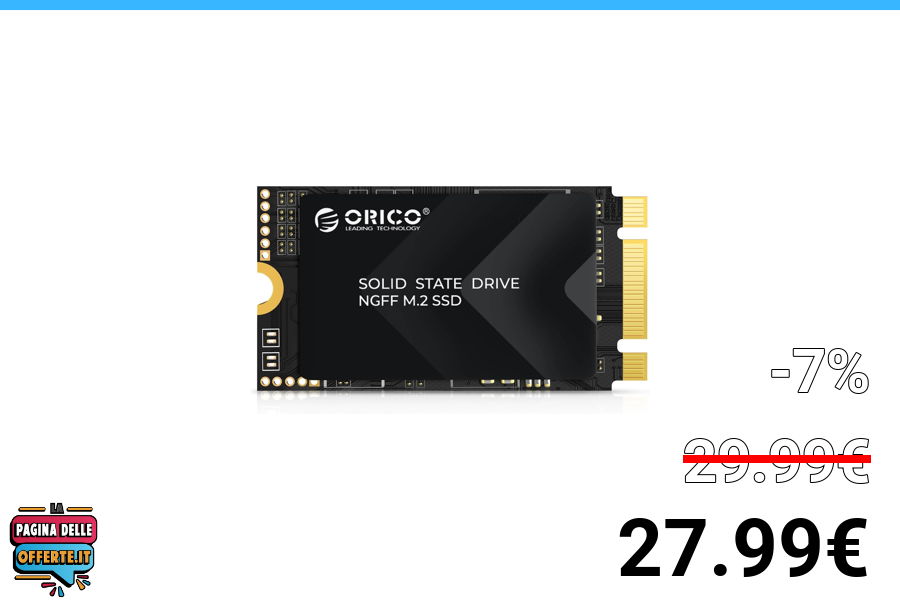 ORICO®
LEADING TECHNOLOGY
SOLID STATE DRIVE
NGFF M.2 SSD
-7%
29.99€
27.99€
LA
PAGINA DELLE
OFFERTE.IT